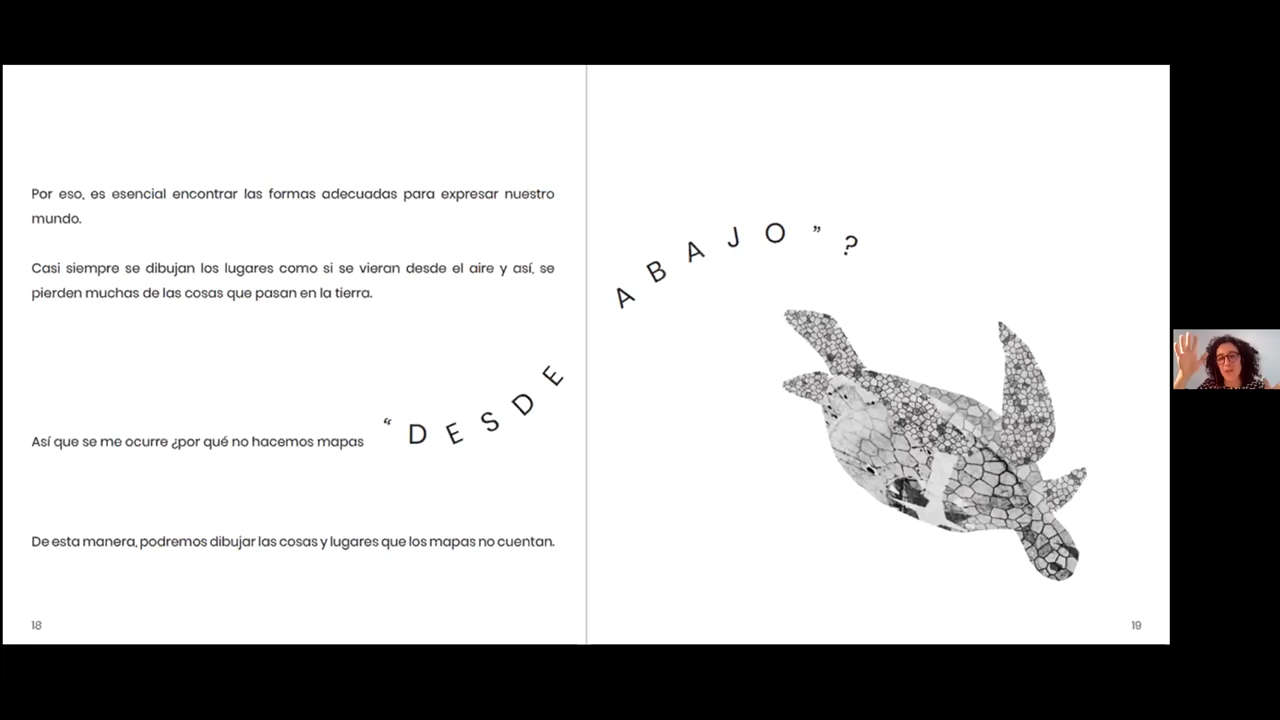 Por eso, es esencial encontrar las formas adecuadas para expresar nuestro
mundo.
Casi siempre se dibujan los lugares como si se vieran desde el aire y así, se
pierden muchas de las cosas que pasan en la tierra.
Así que se me ocurre ¿por qué no hacemos mapas “DESDE
ABAJO”?
De esta manera, podremos dibujar las cosas y lugares que los mapas no cuentan.
18
19